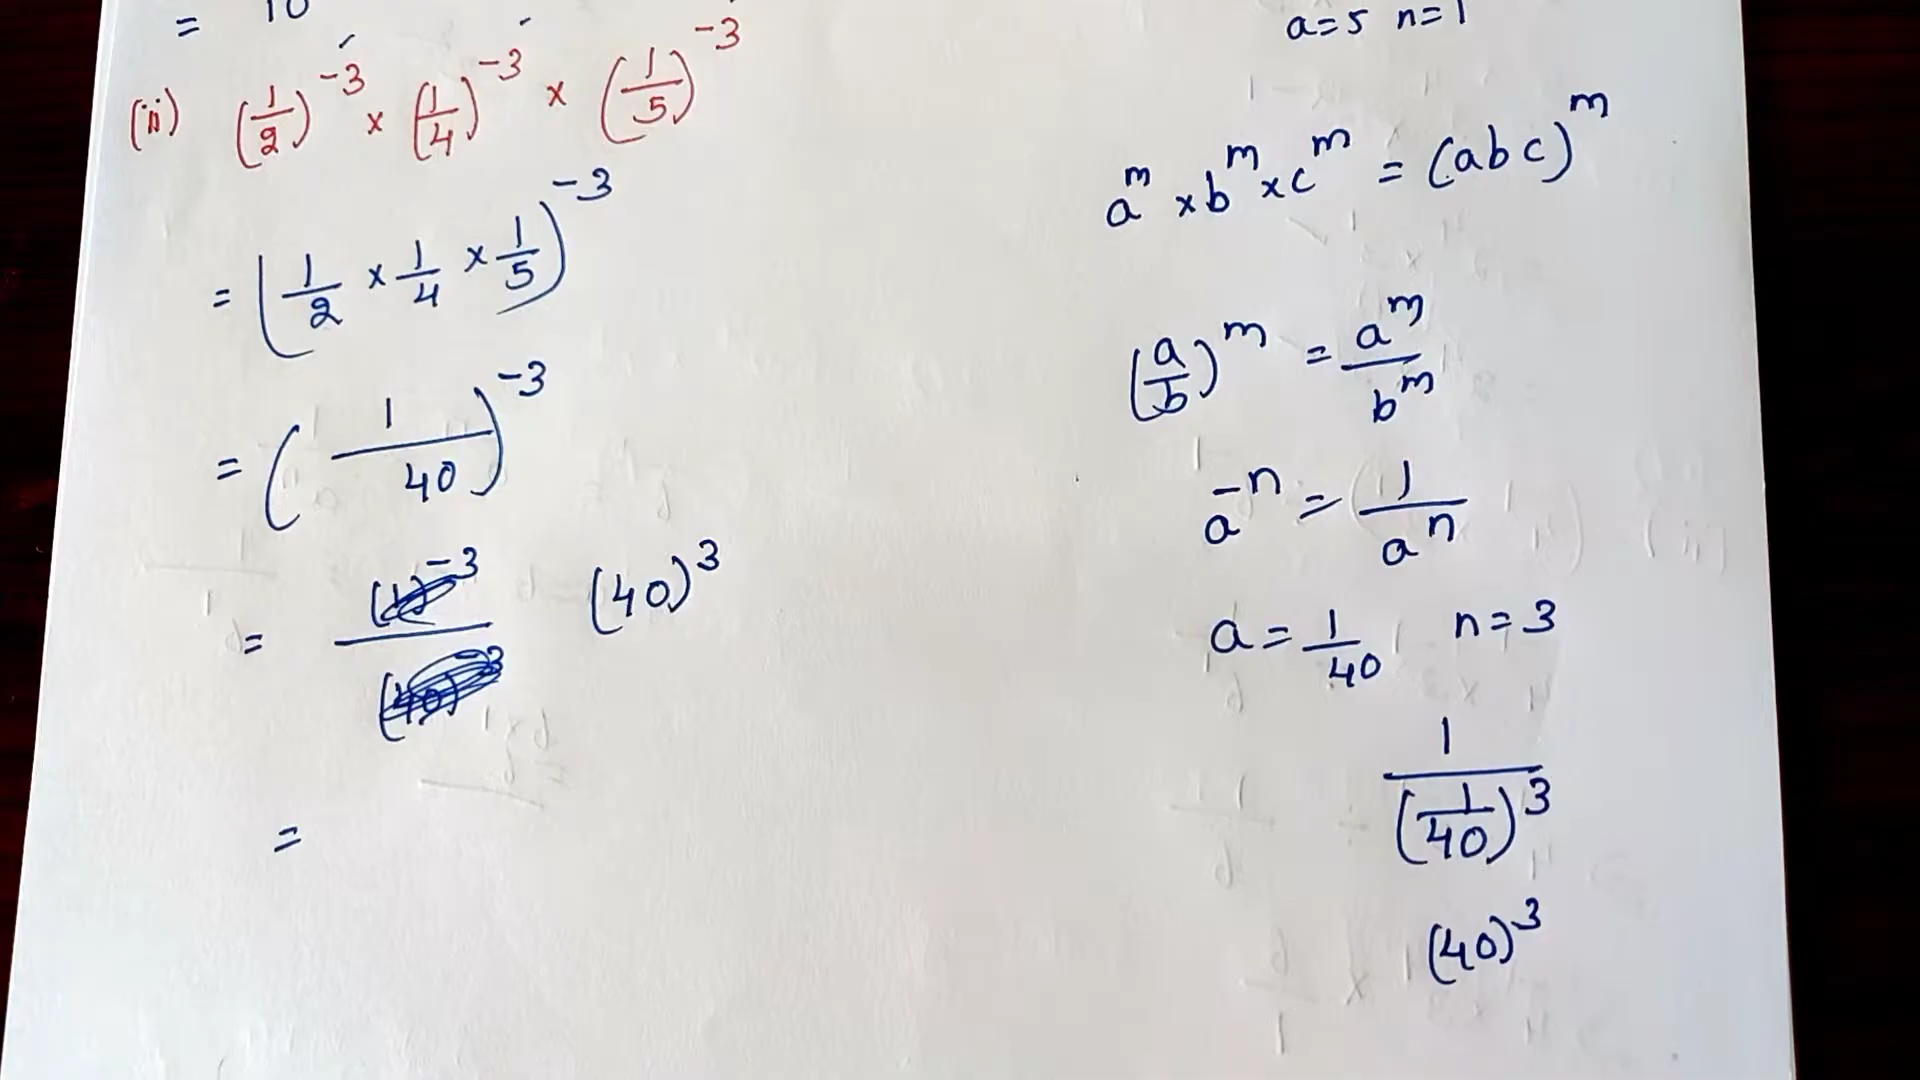 = 10
(ii) (1/2)^-3 × (1/4)^-3 × (1/5)^-3
= (1/2 × 1/4 × 1/5)^-3
= (1/40)^-3
= (40)^3
=
a=5 n=1
a^m × b^m × c^m = (abc)^m
(a/b)^m = a^m/b^m
a^-n = 1/a^n
a = 1/40 n=3
1/(1/40)^3
(40)^3